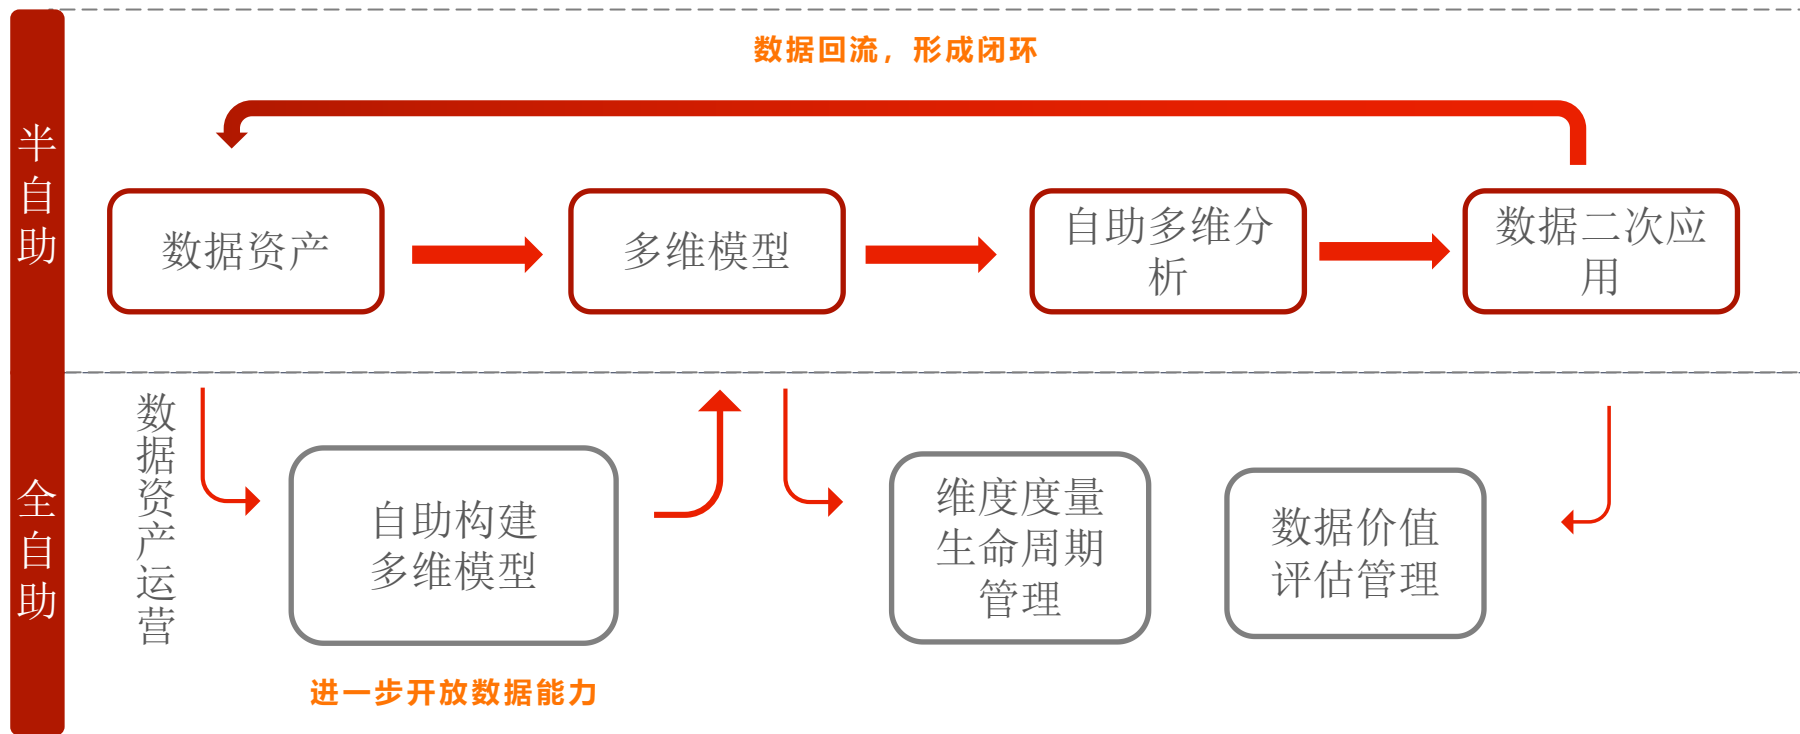 数据回流，形成闭环
半自助
数据资产
多维模型
自助多维分
析
数据二次应
用
全自助
数据资产运营
自助构建
多维模型
维度度量
生命周期
管理
数据价值
评估管理
进一步开放数据能力